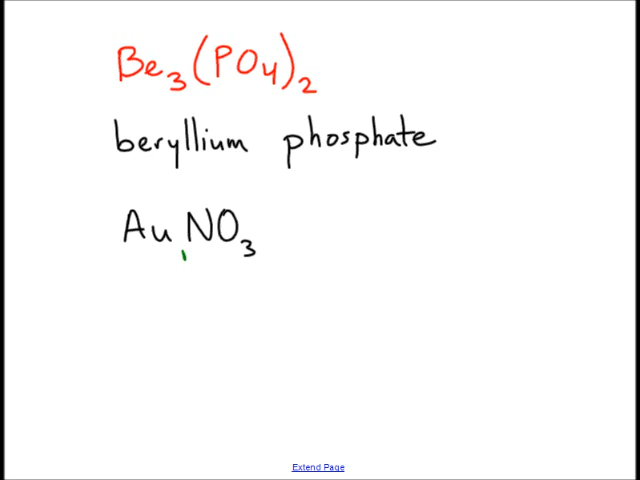 Be₃(PO₄)₂
beryllium phosphate
AuNO₃
Extend Page